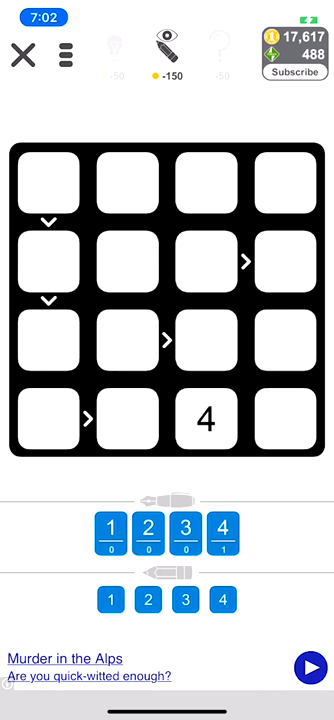 7:02
17,617
488
-50
-150
-50
Subscribe
4
1 2 3 4
0 0 0 1
1 2 3 4
Murder in the Alps
Are you quick-witted enough?